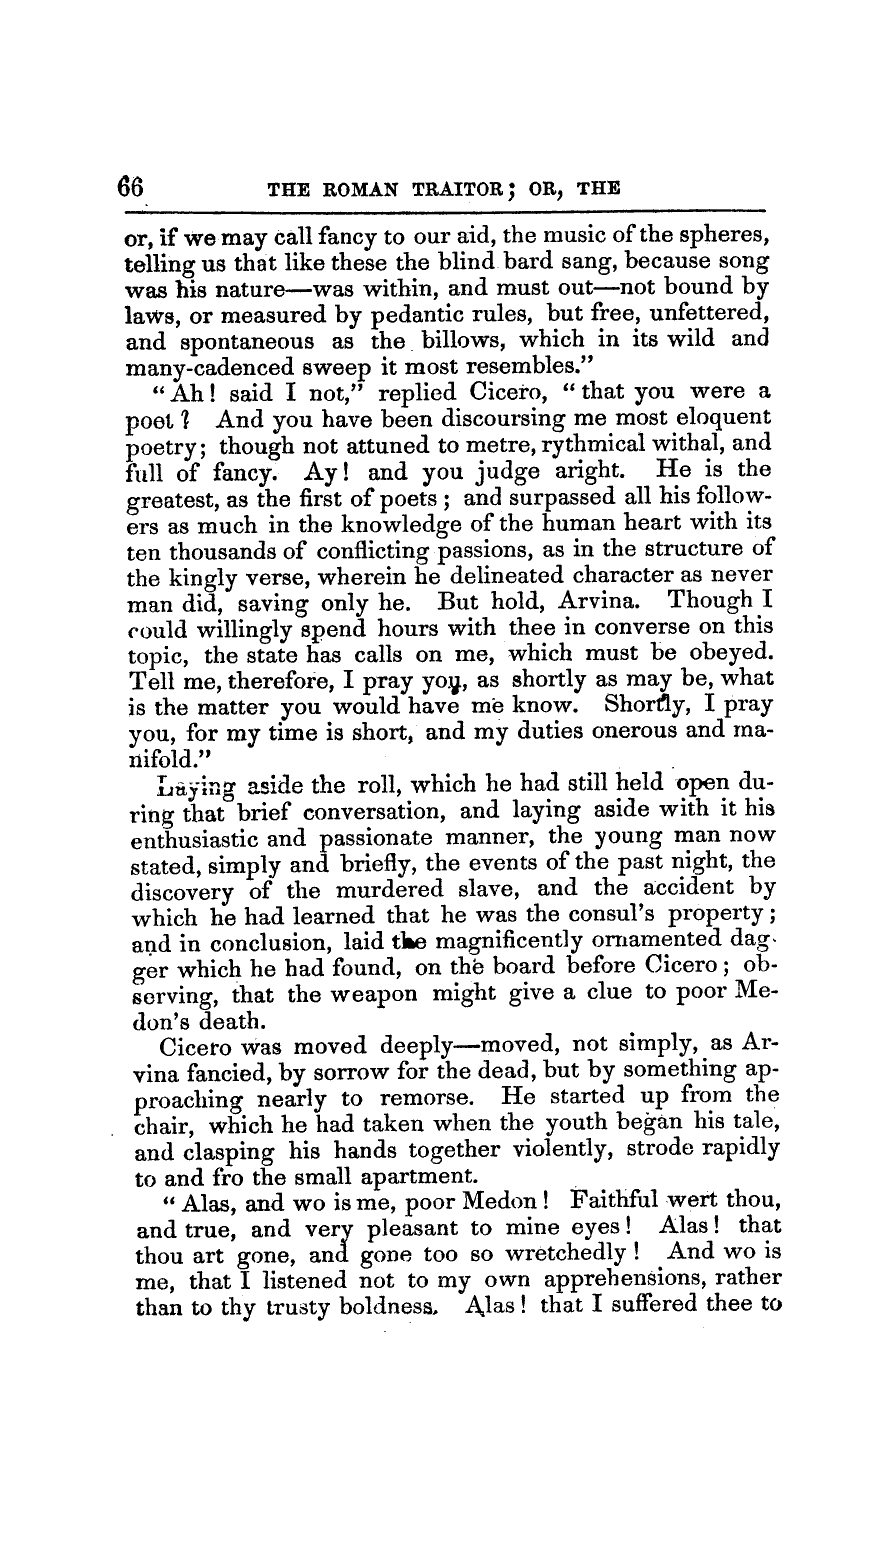 66 THE ROMAN TRAITOR; OR, THE
or, if we may call fancy to our aid, the music of the spheres,
telling us that like these the blind bard sang, because song
was his nature—was within, and must out—not bound by
laws, or measured by pedantic rules, but free, unfettered,
and spontaneous as the billows, which in its wild and
many-cadenced sweep it most resembles."
"Ah! said I not," replied Cicero, "that you were a
poet? And you have been discoursing me most eloquent
poetry; though not attuned to metre, rythmical withal, and
full of fancy. Ay! and you judge aright. He is the
greatest, as the first of poets; and surpassed all his follow-
ers as much in the knowledge of the human heart with its
ten thousands of conflicting passions, as in the structure of
the kingly verse, wherein he delineated character as never
man did, saving only he. But hold, Arvina. Though I
could willingly spend hours with thee in converse on this
topic, the state has calls on me, which must be obeyed.
Tell me, therefore, I pray you, as shortly as may be, what
is the matter you would have me know. Shortly, I pray
you, for my time is short, and my duties onerous and ma-
nifold."
Laying aside the roll, which he had still held open du-
ring that brief conversation, and laying aside with it his
enthusiastic and passionate manner, the young man now
stated, simply and briefly, the events of the past night, the
discovery of the murdered slave, and the accident by
which he had learned that he was the consul's property;
and in conclusion, laid the magnificently ornamented dag-
ger which he had found, on the board before Cicero; ob-
serving, that the weapon might give a clue to poor Me-
don's death.
Cicero was moved deeply—moved, not simply, as Ar-
vina fancied, by sorrow for the dead, but by something ap-
proaching nearly to remorse. He started up from the
chair, which he had taken when the youth began his tale,
and clasping his hands together violently, strode rapidly
to and fro the small apartment.
"Alas, and wo is me, poor Medon! Faithful wert thou,
and true, and very pleasant to mine eyes! Alas! that
thou art gone, and gone too so wretchedly! And wo is
me, that I listened not to my own apprehensions, rather
than to thy trusty boldness. Alas! that I suffered thee to